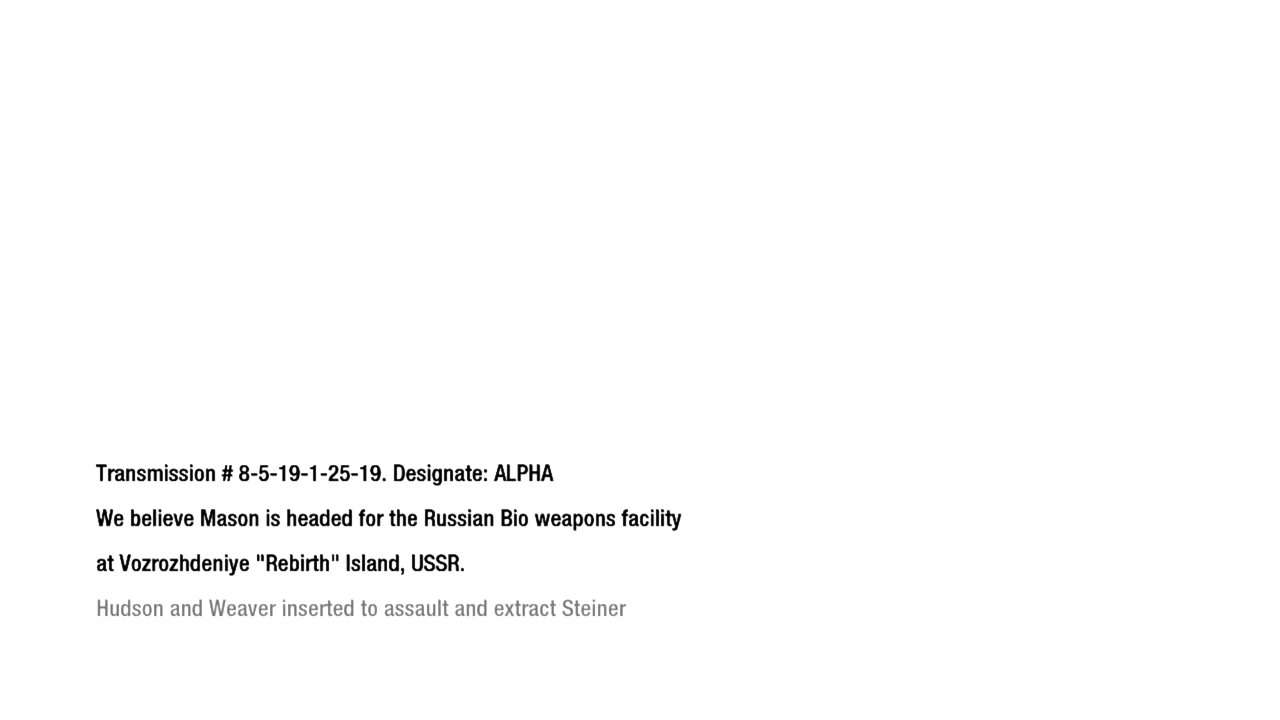 Transmission # 8-5-19-1-25-19. Designate: ALPHA
We believe Mason is headed for the Russian Bio weapons facility
at Vozrozhdeniye "Rebirth" Island, USSR.
Hudson and Weaver inserted to assault and extract Steiner